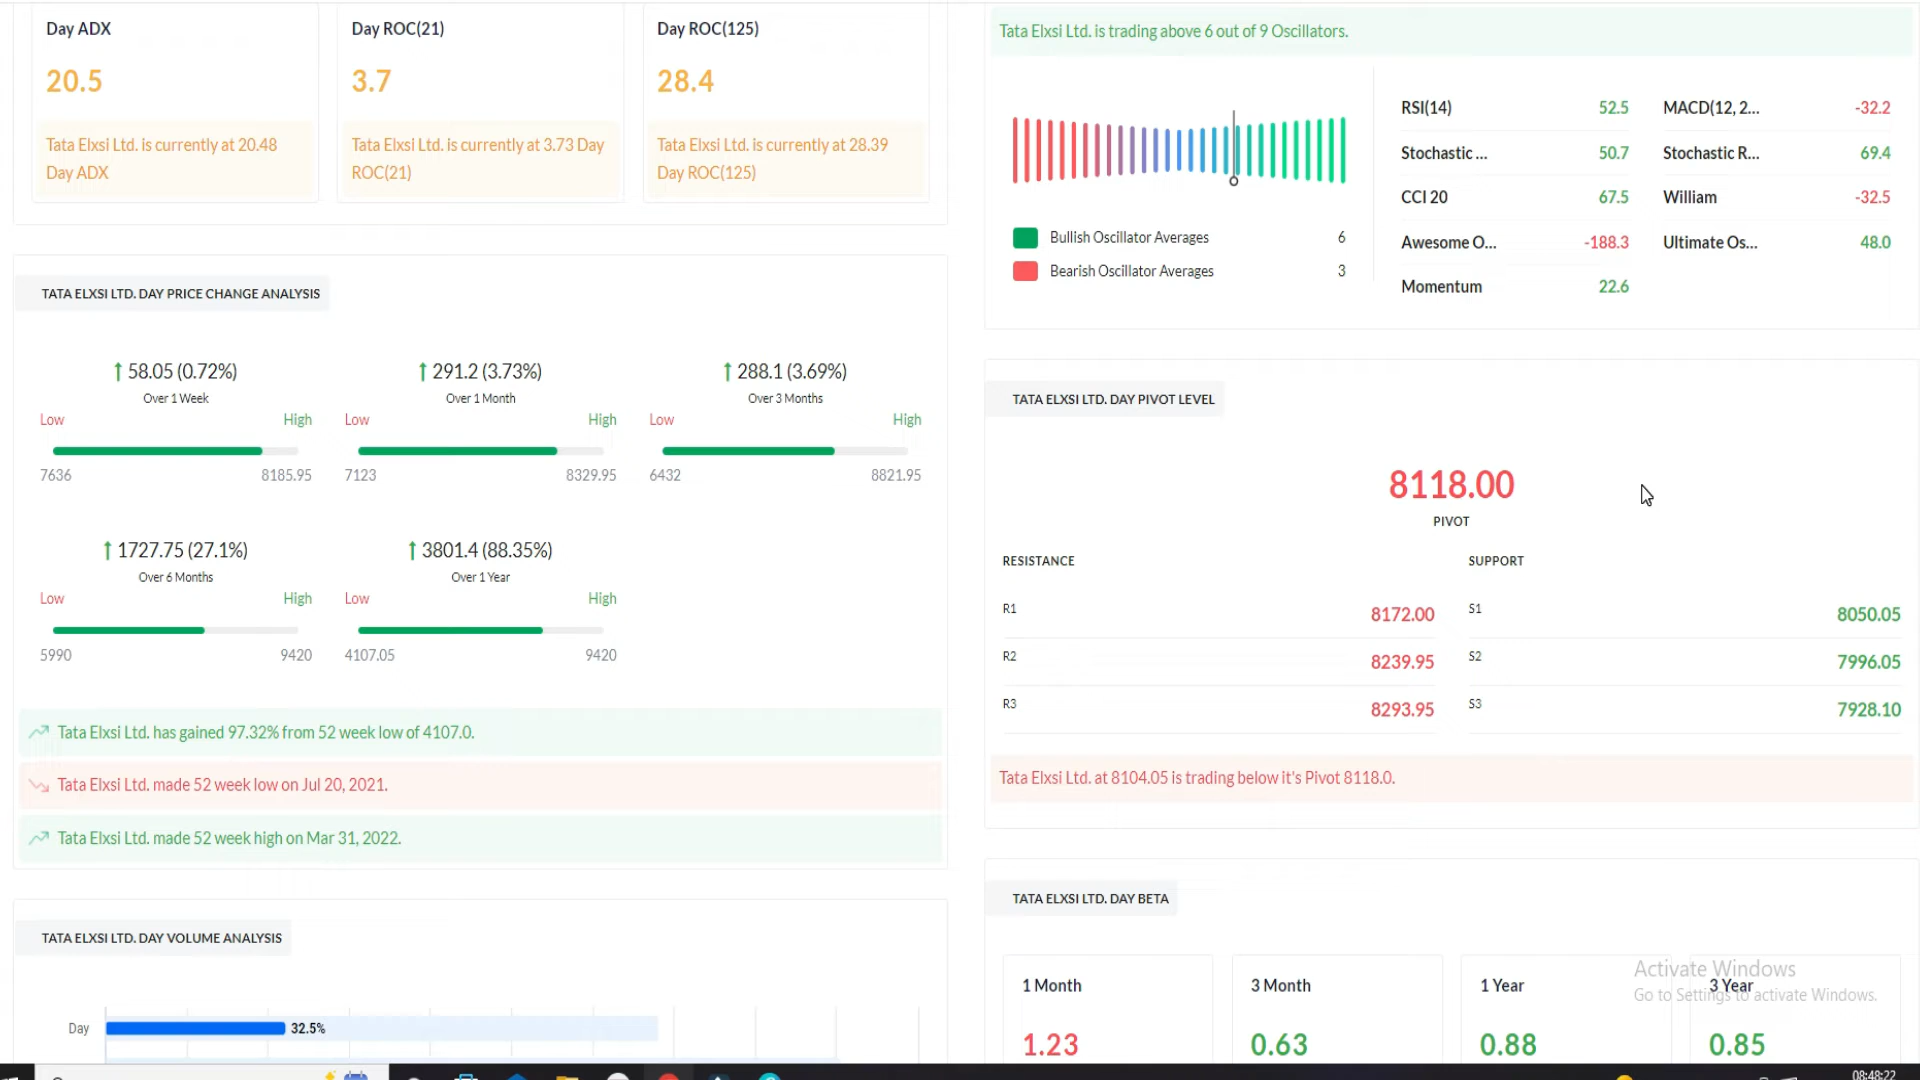 Day ADX
20.5
Tata Elxsi Ltd. is currently at 20.48
Day ADX
Day ROC(21)
3.7
Tata Elxsi Ltd. is currently at 3.73 Day
ROC(21)
Day ROC(125)
28.4
Tata Elxsi Ltd. is currently at 28.39
Day ROC(125)
TATA ELXSI LTD. DAY PRICE CHANGE ANALYSIS
58.05 (0.72%)
Over 1 Week
Low High
7636 8185.95
291.2 (3.73%)
Over 1 Month
Low High
7123 8329.95
288.1 (3.69%)
Over 3 Months
Low High
6432 8821.95
1727.75 (27.1%)
Over 6 Months
Low High
5990 9420
3801.4 (88.35%)
Over 1 Year
Low High
4107.05 9420
Tata Elxsi Ltd. has gained 97.32% from 52 week low of 4107.0.
Tata Elxsi Ltd. made 52 week low on Jul 20, 2021.
Tata Elxsi Ltd. made 52 week high on Mar 31, 2022.
TATA ELXSI LTD. DAY VOLUME ANALYSIS
Day 32.5%
Tata Elxsi Ltd. is trading above 6 out of 9 Oscillators.
Bullish Oscillator Averages 6
Bearish Oscillator Averages 3
RSI(14) 52.5 MACD(12, 2... -32.2
Stochastic ... 50.7 Stochastic R... 69.4
CCI 20 67.5 William -32.5
Awesome O... -188.3 Ultimate Os... 48.0
Momentum 22.6
TATA ELXSI LTD. DAY PIVOT LEVEL
8118.00
PIVOT
RESISTANCE SUPPORT
R1 8172.00 S1 8050.05
R2 8239.95 S2 7996.05
R3 8293.95 S3 7928.10
Tata Elxsi Ltd. at 8104.05 is trading below it's Pivot 8118.0.
TATA ELXSI LTD. DAY BETA
1 Month 3 Month 1 Year 3 Year
1.23 0.63 0.88 0.85
Activate Windows
Go to Settings to activate Windows.
08:48:22